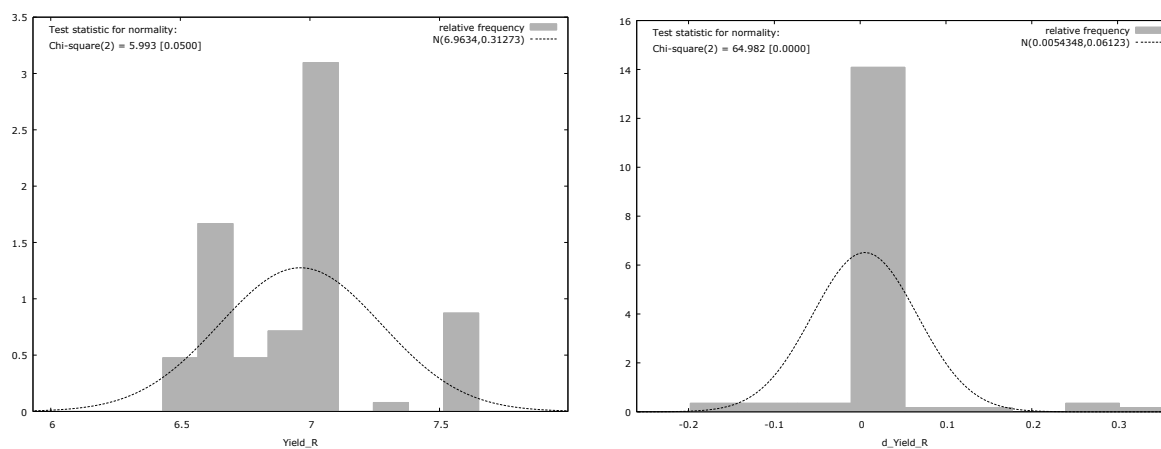 Test statistic for normality:
Chi-square(2) = 5.993 [0.0500]
relative frequency
N(6.9634,0.31273)
3.5
3
2.5
2
1.5
1
0.5
0
6
6.5
7
7.5
Yield_R
Test statistic for normality:
Chi-square(2) = 64.982 [0.0000]
relative frequency
N(0.0054348,0.06123)
16
14
12
10
8
6
4
2
0
-0.2
-0.1
0
0.1
0.2
0.3
d_Yield_R